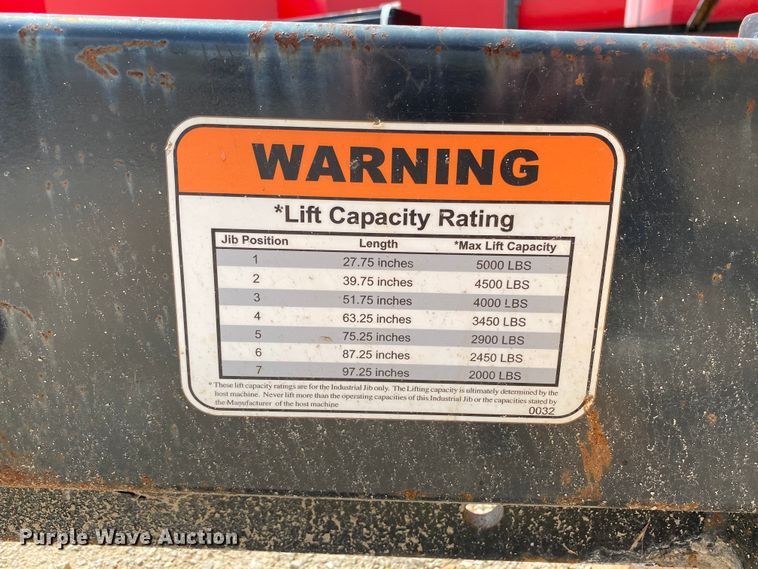 WARNING
*Lift Capacity Rating
Jib Position Length *Max Lift Capacity
1 27.75 inches 5000 LBS
2 39.75 inches 4500 LBS
3 51.75 inches 4000 LBS
4 63.25 inches 3450 LBS
5 75.25 inches 2900 LBS
6 87.25 inches 2450 LBS
7 97.25 inches 2000 LBS
* These lift capacity ratings are for the Industrial Jib only. The Lifting capacity is ultimately determined by the
host machine. Never lift more than the operating capacities of this Industrial Jib or the capacities stated by
the Manufacturer of the host machine
0032
Purple Wave Auction